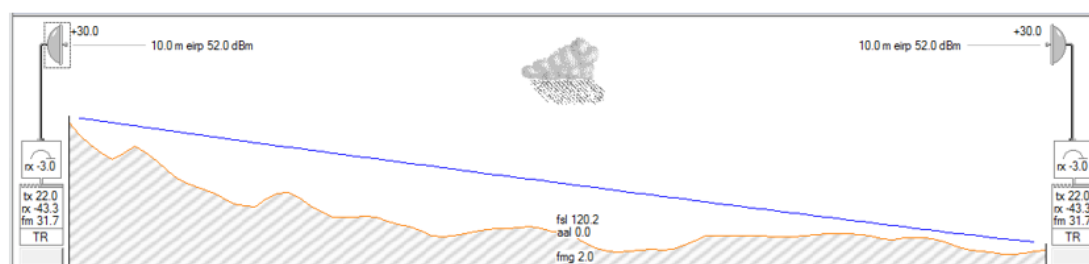 +30.0
10.0 m eirp 52.0 dBm
+30.0
10.0 m eirp 52.0 dBm
rx -3.0
tx 22.0
rx -43.3
fm 31.7
TR
fsl 120.2
aal 0.0
fmg 2.0
rx -3.0
tx 22.0
rx -43.3
fm 31.7
TR